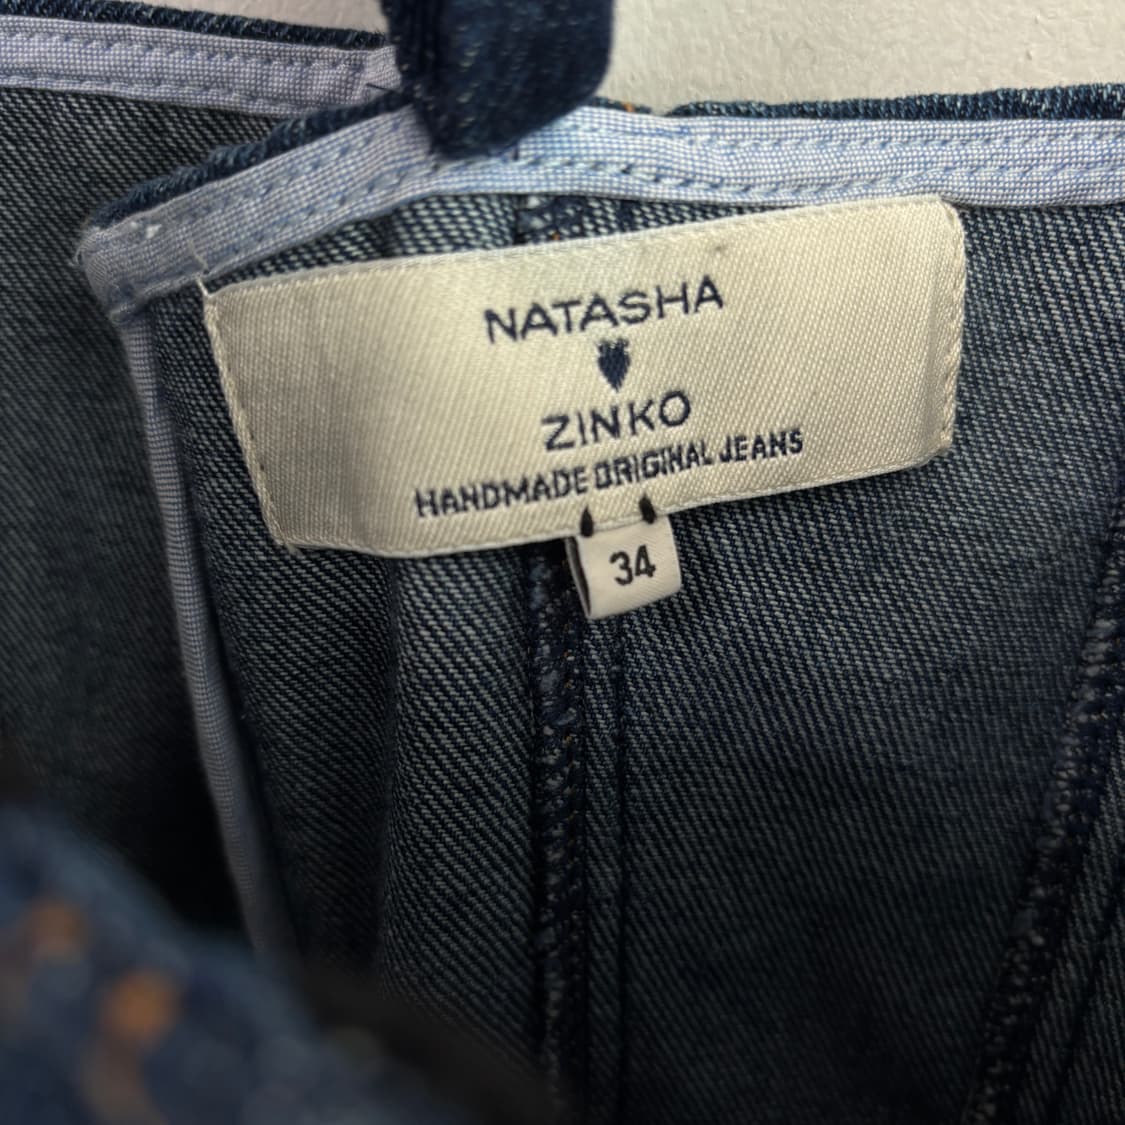 NATASHA
ZINKO
HANDMADE ORIGINAL JEANS
34